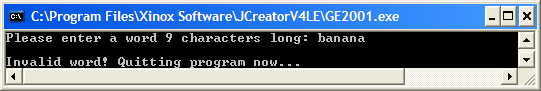 C:\Program Files\Xinox Software\JCreatorV4LE\GE2001.exe
Please enter a word 9 characters long: banana
Invalid word! Quitting program now...